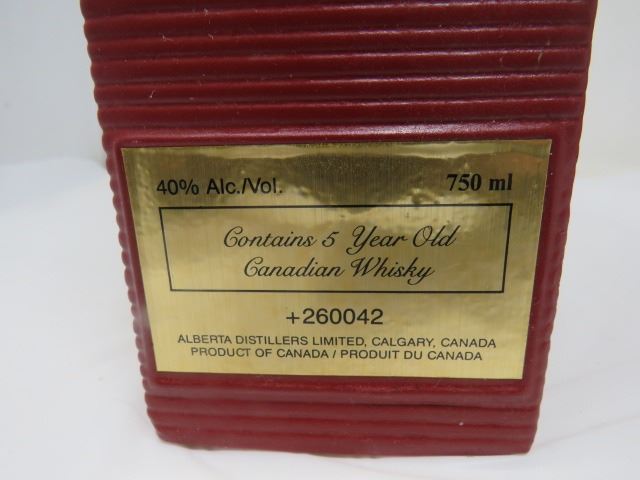 40% Alc./Vol. 750 ml
Contains 5 Year Old
Canadian Whisky
+260042
ALBERTA DISTILLERS LIMITED, CALGARY, CANADA
PRODUCT OF CANADA / PRODUIT DU CANADA